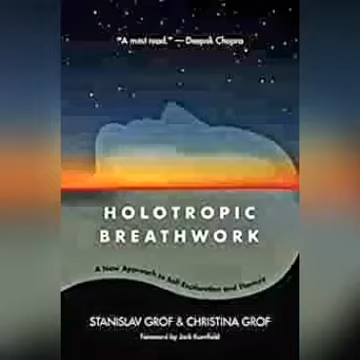 "A must read." — Deepak Chopra
HOLOTROPIC
BREATHWORK
A New Approach to Self-Exploration and Therapy
STANISLAV GROF & CHRISTINA GROF
Foreword by Jack Kornfield